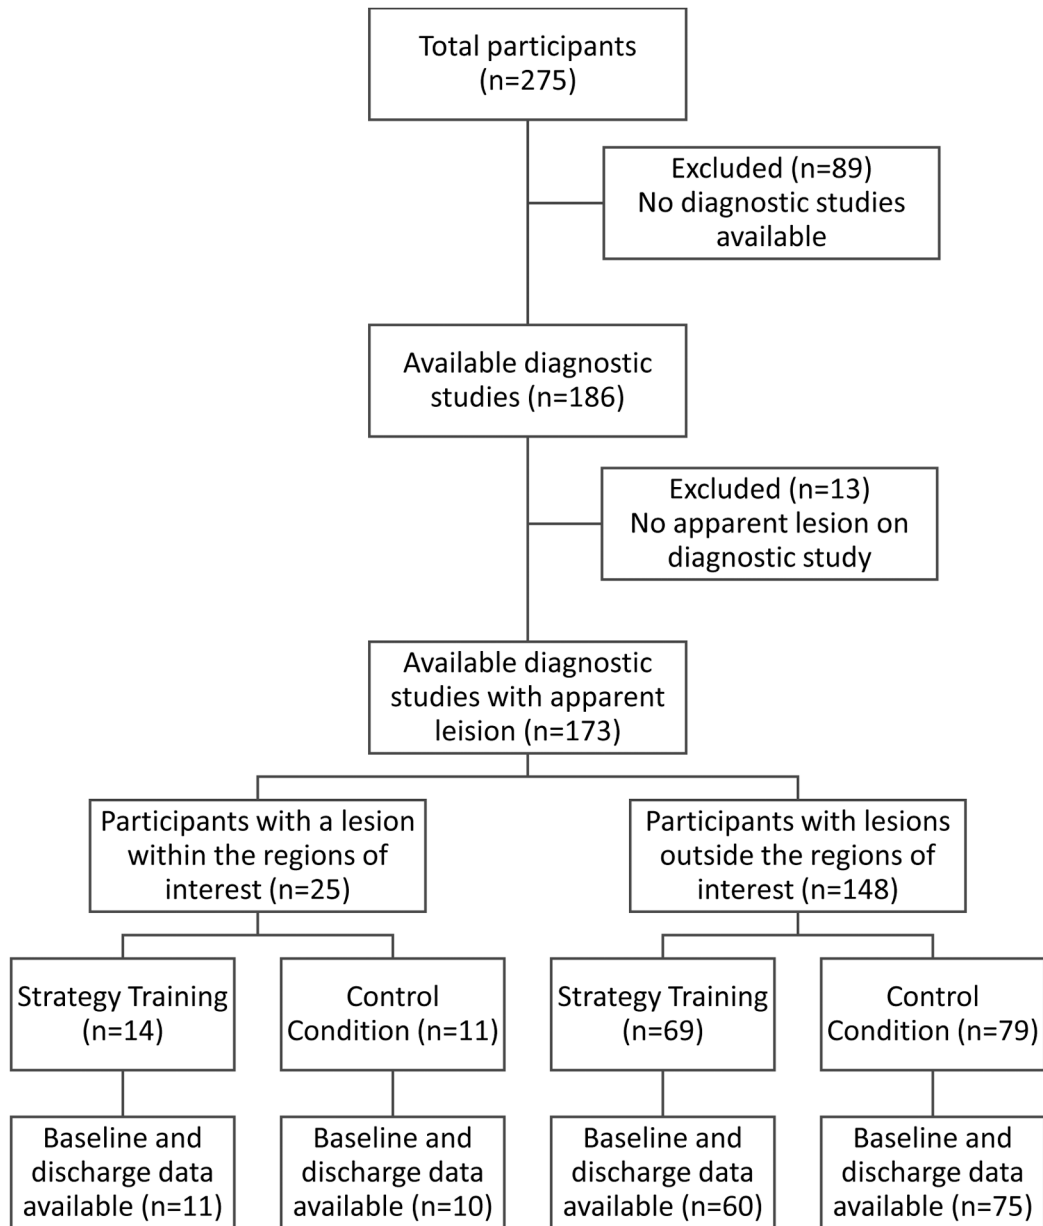 Total participants
(n=275)
Excluded (n=89)
No diagnostic studies
available
Available diagnostic
studies (n=186)
Excluded (n=13)
No apparent lesion on
diagnostic study
Available diagnostic
studies with apparent
leision (n=173)
Participants with a lesion
within the regions of
interest (n=25)
Participants with lesions
outside the regions of
interest (n=148)
Strategy Training
(n=14)
Control
Condition (n=11)
Strategy Training
(n=69)
Control
Condition (n=79)
Baseline and
discharge data
available (n=11)
Baseline and
discharge data
available (n=10)
Baseline and
discharge data
available (n=60)
Baseline and
discharge data
available (n=75)